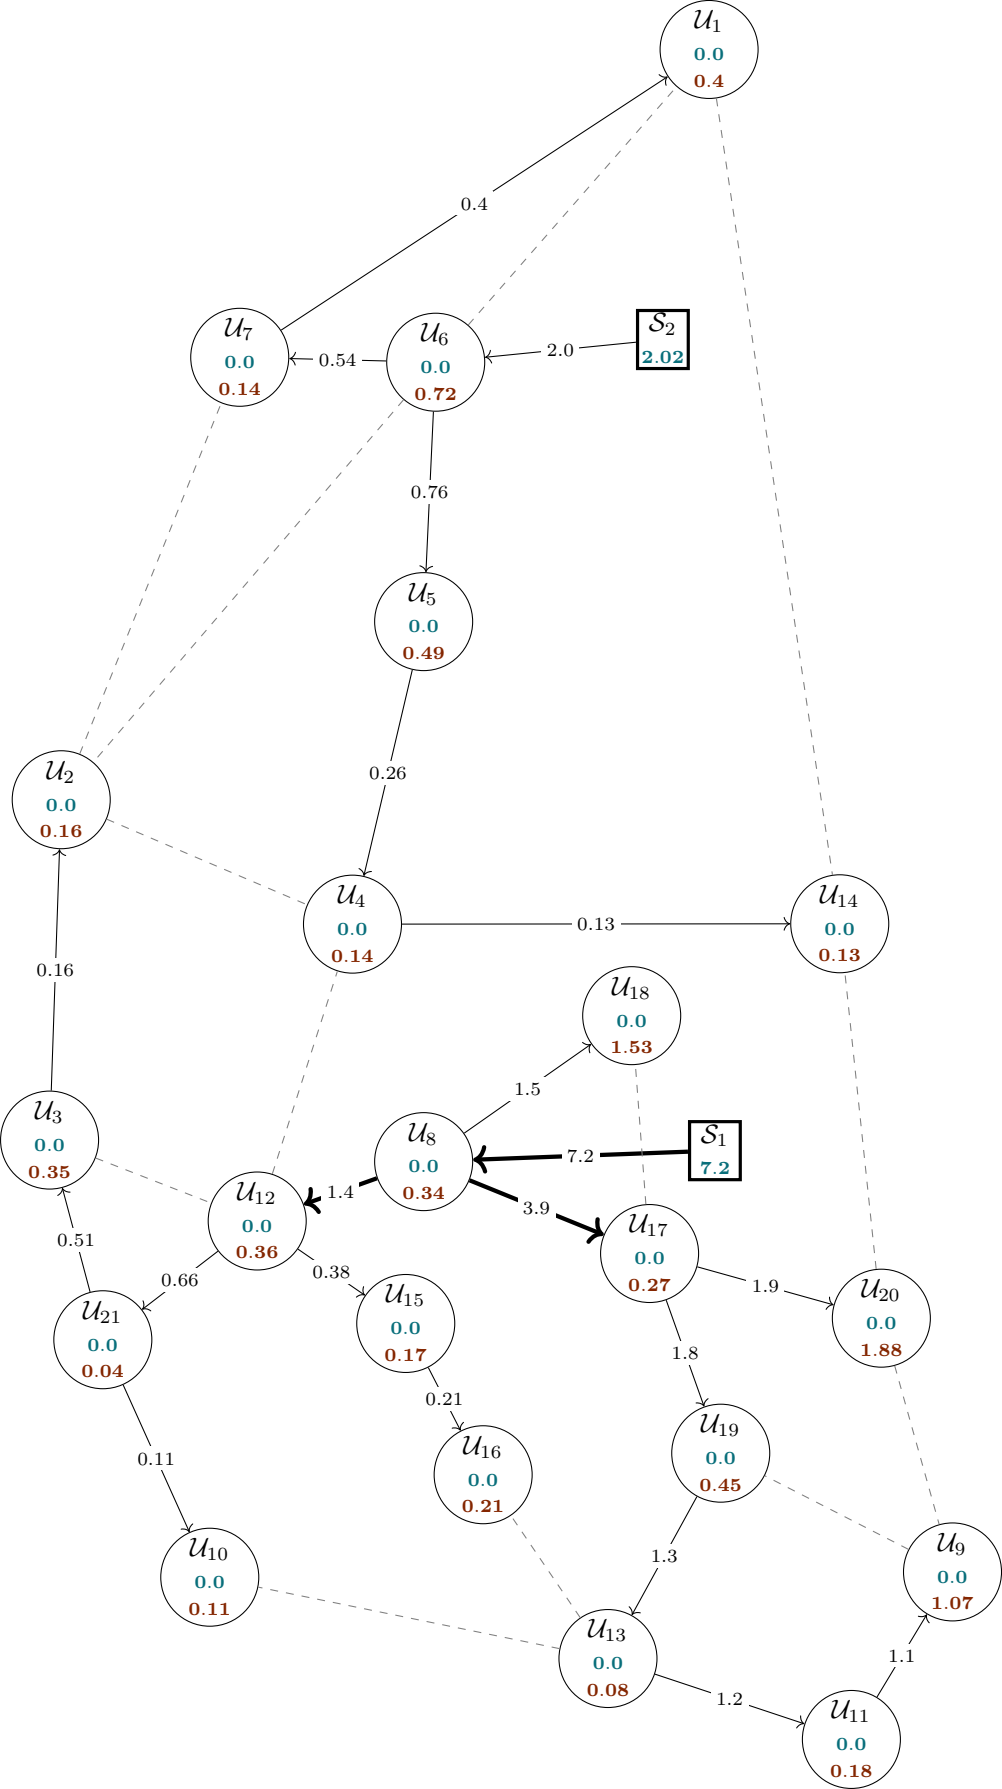 𝒰₁
0.0
0.4
0.4
𝒰₇
0.0
0.14
0.54
𝒰₆
0.0
0.72
2.0
𝒮₂
2.02
0.76
𝒰₅
0.0
0.49
0.26
𝒰₂
0.0
0.16
𝒰₄
0.0
0.14
0.13
𝒰₁₄
0.0
0.13
0.16
𝒰₁₈
0.0
1.53
1.5
𝒰₃
0.0
0.35
𝒰₈
0.0
0.34
7.2
𝒮₁
7.2
1.4
3.9
𝒰₁₂
0.0
0.36
𝒰₁₇
0.0
0.27
0.51
0.66
0.38
1.9
𝒰₂₁
0.0
0.04
𝒰₁₅
0.0
0.17
𝒰₂₀
0.0
1.88
1.8
0.21
0.11
𝒰₁₆
0.0
0.21
𝒰₁₉
0.0
0.45
1.3
𝒰₁₀
0.0
0.11
𝒰₉
0.0
1.07
𝒰₁₃
0.0
0.08
1.1
1.2
𝒰₁₁
0.0
0.18